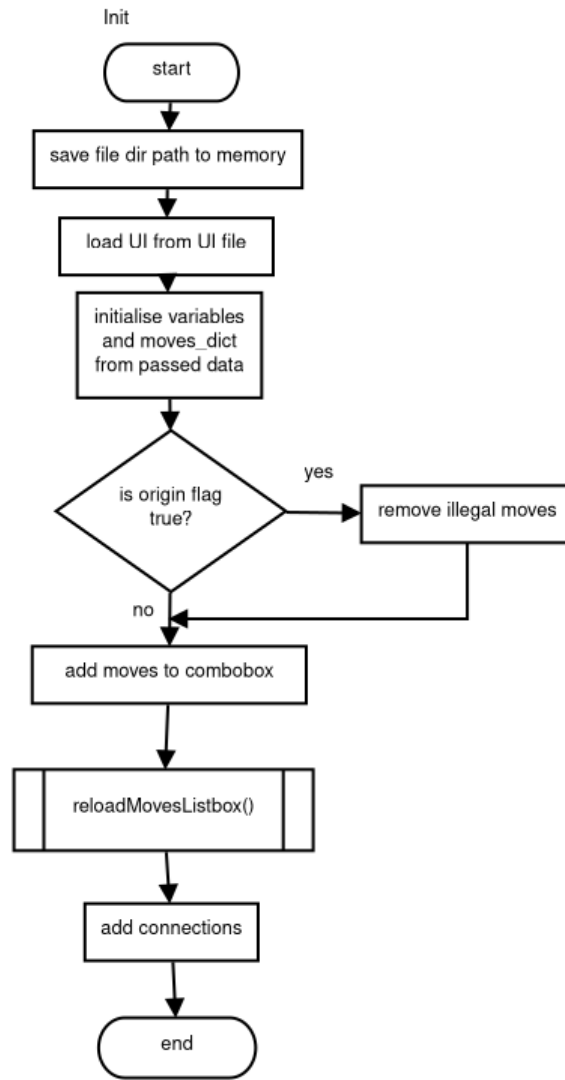 Init
start
save file dir path to memory
load UI from UI file
initialise variables
and moves_dict
from passed data
is origin flag
true?
yes
remove illegal moves
no
add moves to combobox
reloadMovesListbox()
add connections
end